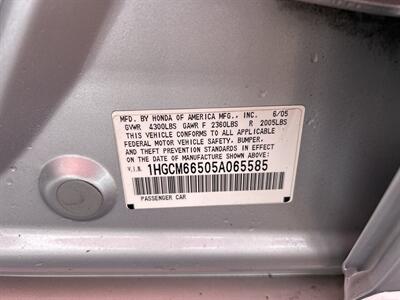 MFD. BY HONDA OF AMERICA MFG., INC. 6/05
GVWR 4300LBS GAWR F 2360LBS R 2005LBS
THIS VEHICLE CONFORMS TO ALL APPLICABLE
FEDERAL MOTOR VEHICLE SAFETY, BUMPER,
AND THEFT PREVENTION STANDARDS IN EFFECT
ON THE DATE OF MANUFACTURE SHOWN ABOVE.
V.I.N. 1HGCM66505A065585
PASSENGER CAR